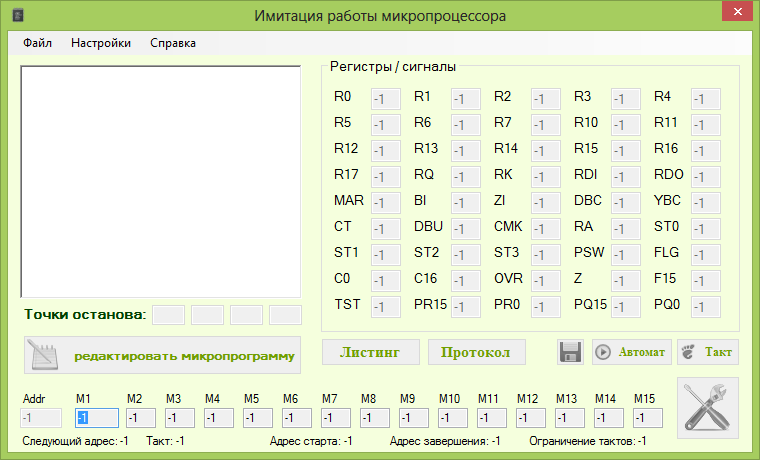 Имитация работы микропроцессора
Файл Настройки Справка
Регистры / сигналы
R0 -1 R1 -1 R2 -1 R3 -1 R4 -1
R5 -1 R6 -1 R7 -1 R10 -1 R11 -1
R12 -1 R13 -1 R14 -1 R15 -1 R16 -1
R17 -1 RQ -1 RK -1 RDI -1 RDO -1
MAR -1 BI -1 ZI -1 DBC -1 YBC -1
CT -1 DBU -1 CMK -1 RA -1 ST0 -1
ST1 -1 ST2 -1 ST3 -1 PSW -1 FLG -1
C0 -1 C16 -1 OVR -1 Z -1 F15 -1
TST -1 PR15 -1 PR0 -1 PQ15 -1 PQ0 -1
Точки останова:
редактировать микропрограмму
Листинг Протокол Автомат Такт
Addr M1 M2 M3 M4 M5 M6 M7 M8 M9 M10 M11 M12 M13 M14 M15
-1 -1 -1 -1 -1 -1 -1 -1 -1 -1 -1 -1 -1 -1 -1 -1
Следующий адрес: -1 Такт: -1 Адрес старта: -1 Адрес завершения: -1 Ограничение тактов: -1